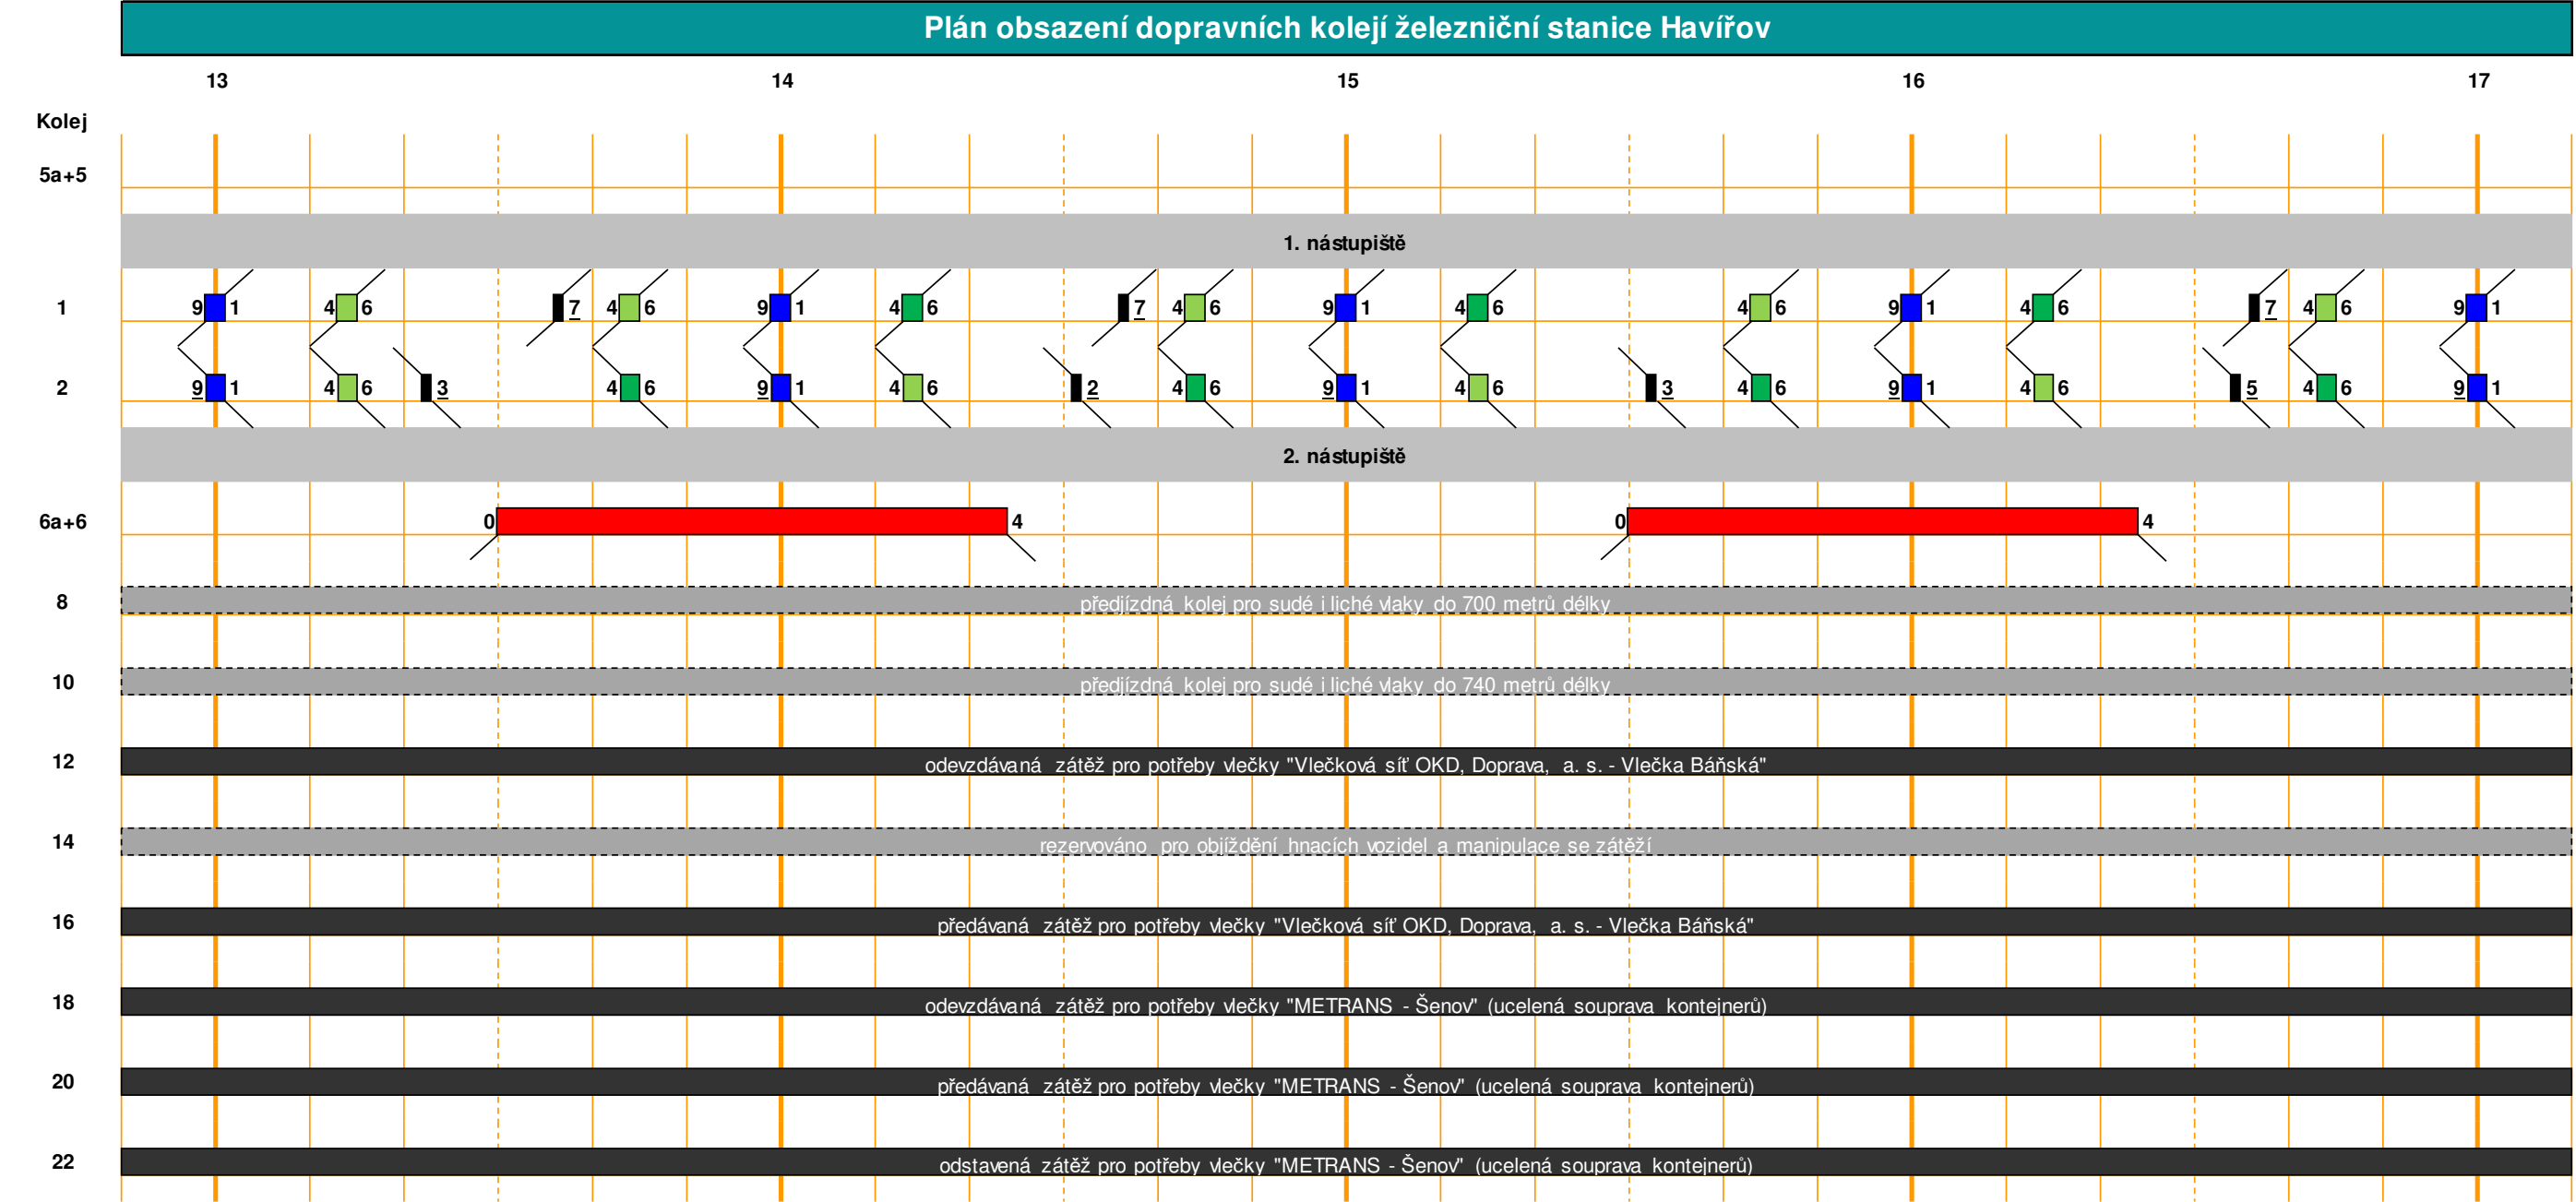 Plán obsazení dopravních kolejí železniční stanice Havířov
13 14 15 16 17
Kolej
5a+5
1. nástupiště
1 9 1 4 6 7 4 6 9 1 4 6 7 4 6 9 1 4 6 4 6 9 1 4 6 7 4 6 9 1
2 9 1 4 6 3 4 6 9 1 4 6 2 4 6 9 1 4 6 3 4 6 9 1 4 6 5 4 6 9 1
2. nástupiště
6a+6 0 4 0 4
8 předjízdná kolej pro sudé i liché vlaky do 700 metrů délky
10 předjízdná kolej pro sudé i liché vlaky do 740 metrů délky
12 odevzdávaná zátěž pro potřeby vlečky "Vlečková síť OKD, Doprava, a. s. - Vlečka Báňská"
14 rezervováno pro objíždění hnacích vozidel a manipulace se zátěží
16 předávaná zátěž pro potřeby vlečky "Vlečková síť OKD, Doprava, a. s. - Vlečka Báňská"
18 odevzdávaná zátěž pro potřeby vlečky "METRANS - Šenov" (ucelená souprava kontejnerů)
20 předávaná zátěž pro potřeby vlečky "METRANS - Šenov" (ucelená souprava kontejnerů)
22 odstavená zátěž pro potřeby vlečky "METRANS - Šenov" (ucelená souprava kontejnerů)